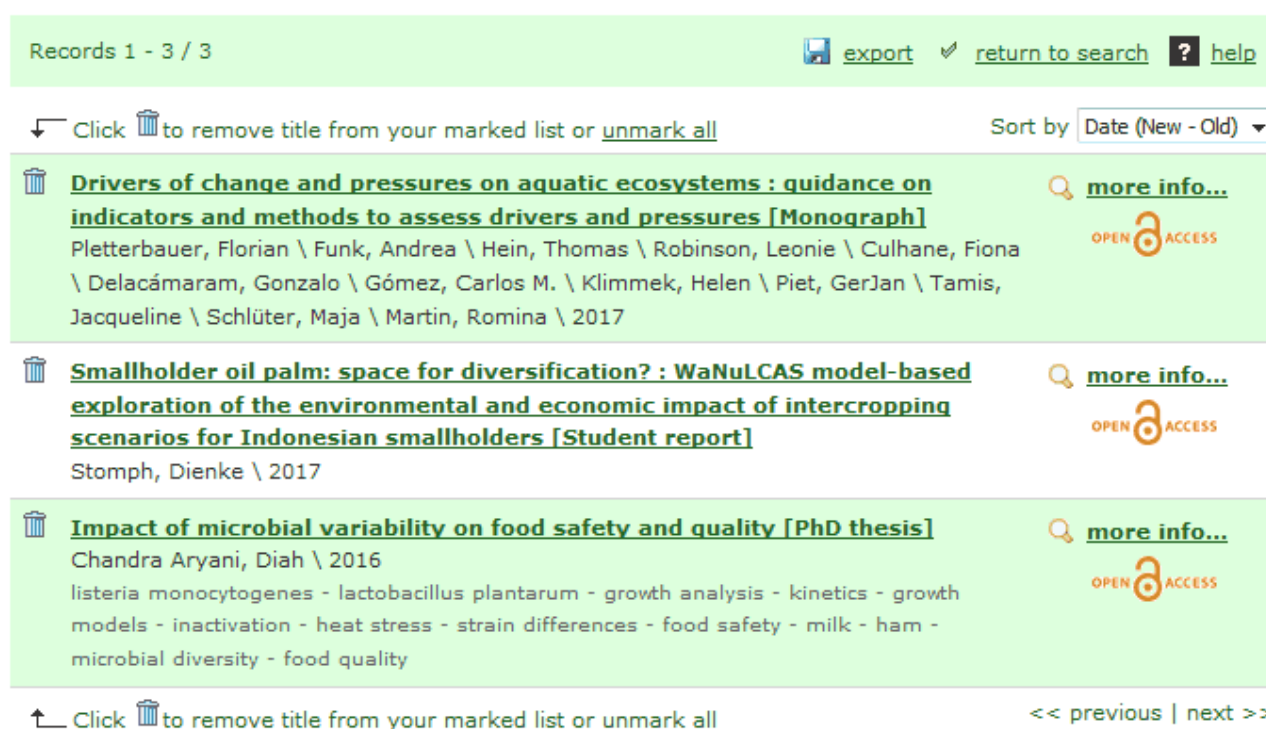 Records 1 - 3 / 3 export return to search ? help
Click to remove title from your marked list or unmark all Sort by Date (New - Old)
Drivers of change and pressures on aquatic ecosystems : guidance on more info...
indicators and methods to assess drivers and pressures [Monograph]
OPEN ACCESS
Pletterbauer, Florian \ Funk, Andrea \ Hein, Thomas \ Robinson, Leonie \ Culhane, Fiona
\ Delacámaram, Gonzalo \ Gómez, Carlos M. \ Klimmek, Helen \ Piet, GerJan \ Tamis,
Jacqueline \ Schlüter, Maja \ Martin, Romina \ 2017
Smallholder oil palm: space for diversification? : WaNuLCAS model-based more info...
exploration of the environmental and economic impact of intercropping
OPEN ACCESS
scenarios for Indonesian smallholders [Student report]
Stomph, Dienke \ 2017
Impact of microbial variability on food safety and quality [PhD thesis] more info...
Chandra Aryani, Diah \ 2016
OPEN ACCESS
listeria monocytogenes - lactobacillus plantarum - growth analysis - kinetics - growth
models - inactivation - heat stress - strain differences - food safety - milk - ham -
microbial diversity - food quality
Click to remove title from your marked list or unmark all << previous | next >>